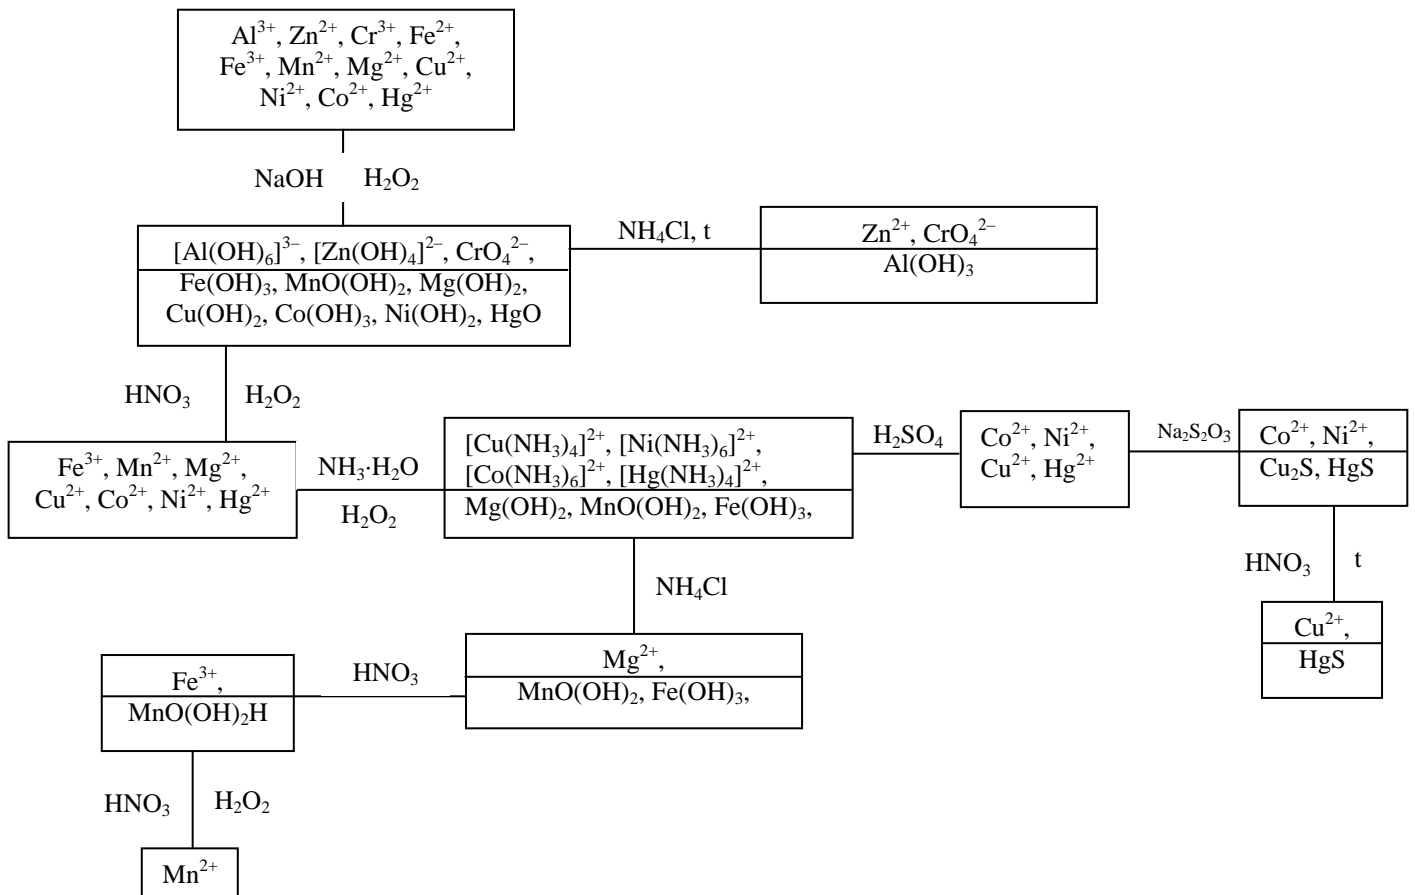 Al³⁺, Zn²⁺, Cr³⁺, Fe²⁺,
Fe³⁺, Mn²⁺, Mg²⁺, Cu²⁺,
Ni²⁺, Co²⁺, Hg²⁺
NaOH H₂O₂
[Al(OH)₆]³⁻, [Zn(OH)₄]²⁻, CrO₄²⁻,
Fe(OH)₃, MnO(OH)₂, Mg(OH)₂,
Cu(OH)₂, Co(OH)₃, Ni(OH)₂, HgO
NH₄Cl, t
Zn²⁺, CrO₄²⁻
Al(OH)₃
HNO₃ H₂O₂
Fe³⁺, Mn²⁺, Mg²⁺,
Cu²⁺, Co²⁺, Ni²⁺, Hg²⁺
NH₃·H₂O
H₂O₂
[Cu(NH₃)₄]²⁺, [Ni(NH₃)₆]²⁺,
[Co(NH₃)₆]²⁺, [Hg(NH₃)₄]²⁺,
Mg(OH)₂, MnO(OH)₂, Fe(OH)₃,
H₂SO₄
Co²⁺, Ni²⁺,
Cu²⁺, Hg²⁺
Na₂S₂O₃
Co²⁺, Ni²⁺,
Cu₂S, HgS
HNO₃ t
Cu²⁺,
HgS
NH₄Cl
Mg²⁺,
MnO(OH)₂, Fe(OH)₃,
HNO₃
Fe³⁺,
MnO(OH)₂H
HNO₃ H₂O₂
Mn²⁺